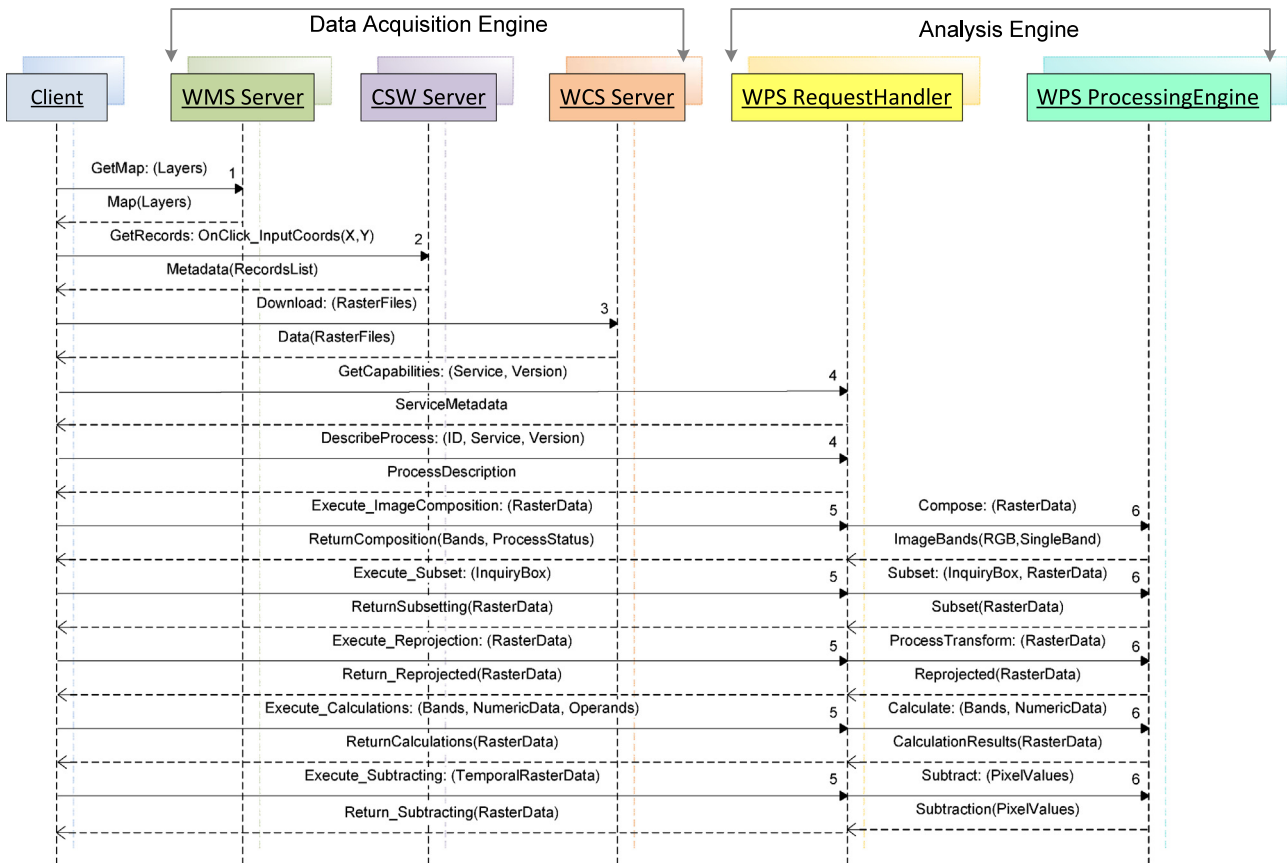 Data Acquisition Engine
Analysis Engine
Client
WMS Server
CSW Server
WCS Server
WPS RequestHandler
WPS ProcessingEngine
GetMap: (Layers)
1
Map(Layers)
GetRecords: OnClick_InputCoords(X,Y)
2
Metadata(RecordsList)
Download: (RasterFiles)
3
Data(RasterFiles)
GetCapabilities: (Service, Version)
4
ServiceMetadata
DescribeProcess: (ID, Service, Version)
4
ProcessDescription
Execute_ImageComposition: (RasterData)
5
Compose: (RasterData)
6
ReturnComposition(Bands, ProcessStatus)
ImageBands(RGB,SingleBand)
Execute_Subset: (InquiryBox)
5
Subset: (InquiryBox, RasterData)
6
ReturnSubsetting(RasterData)
Subset(RasterData)
Execute_Reprojection: (RasterData)
5
ProcessTransform: (RasterData)
6
Return_Reprojected(RasterData)
Reprojected(RasterData)
Execute_Calculations: (Bands, NumericData, Operands)
5
Calculate: (Bands, NumericData)
6
ReturnCalculations(RasterData)
CalculationResults(RasterData)
Execute_Subtracting: (TemporalRasterData)
5
Subtract: (PixelValues)
6
Return_Subtracting(RasterData)
Subtraction(PixelValues)